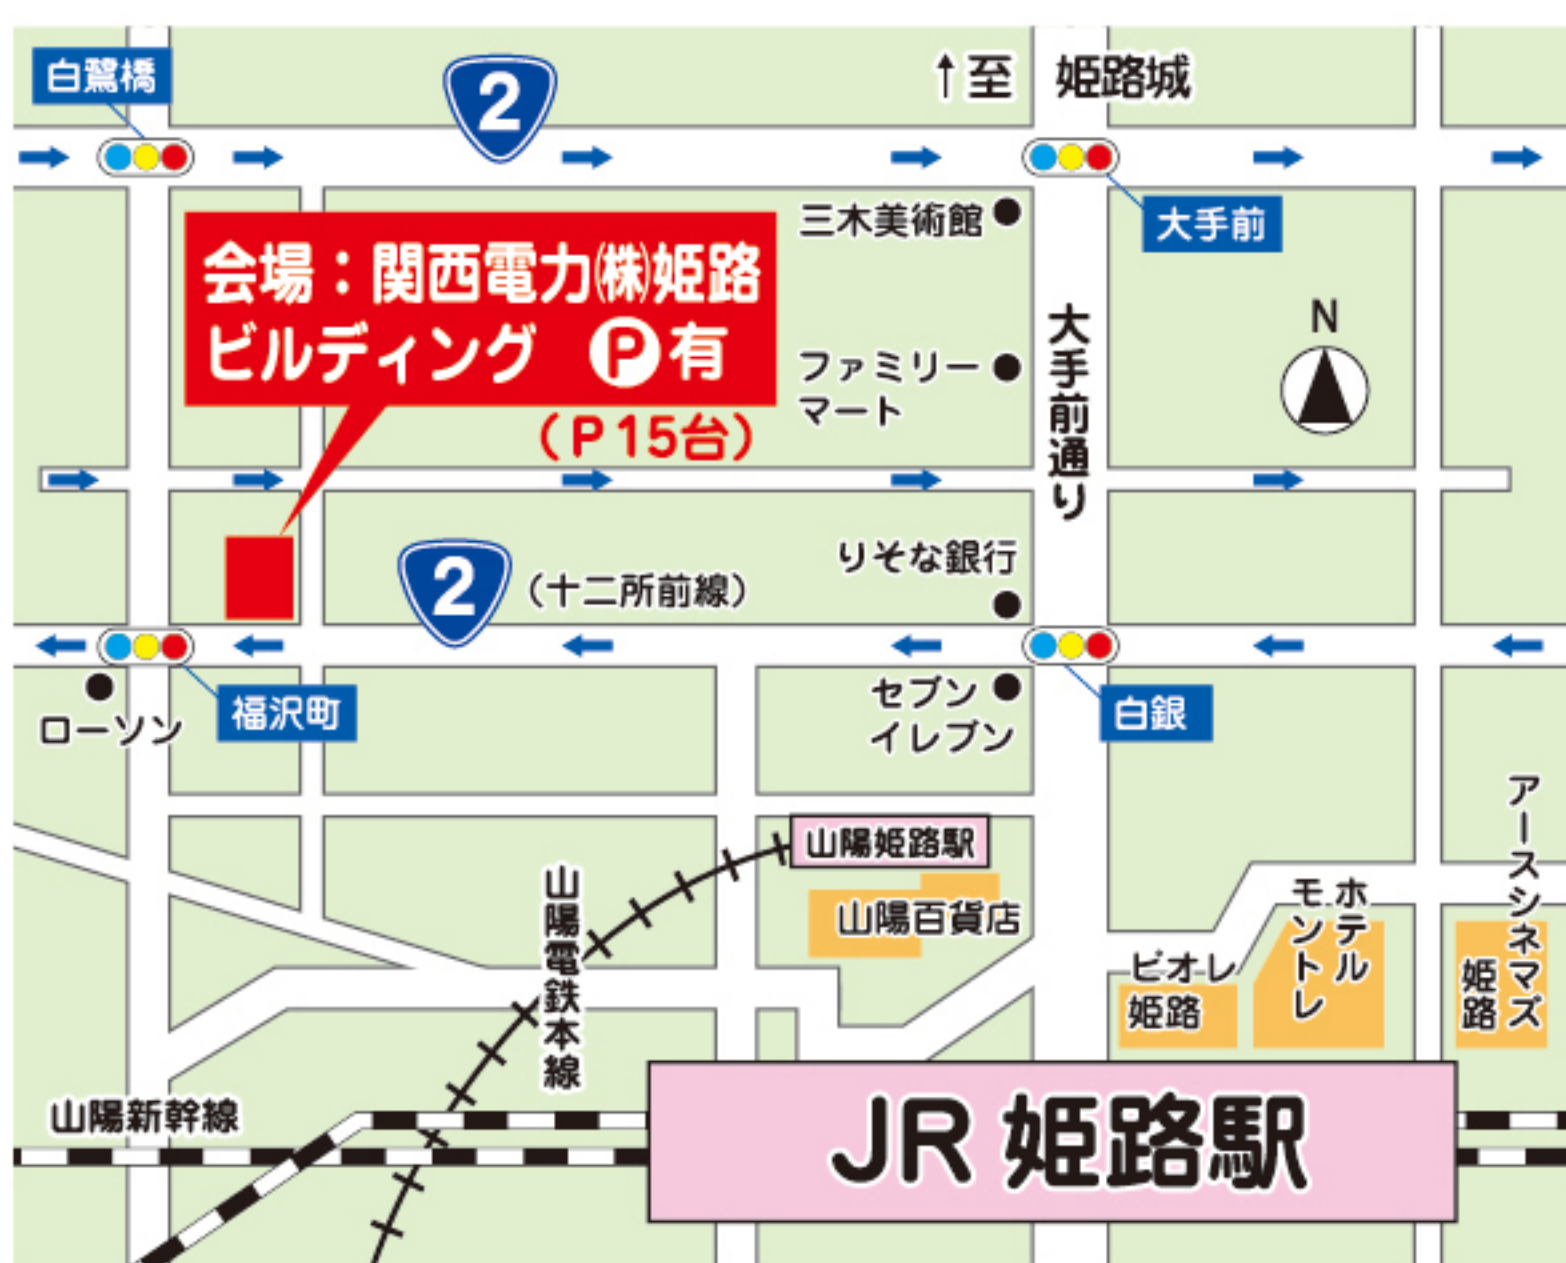 白鷺橋
2
↑至 姫路城
三木美術館
大手前
会場：関西電力㈱姫路
ビルディング Ⓟ有
（P15台）
ファミリー
マート
大手前通り
N
りそな銀行
2
（十二所前線）
ローソン
福沢町
セブン
イレブン
白銀
山陽姫路駅
山陽百貨店
山陽電鉄本線
アースシネマズ
姫路
ホテル
モントレ
ビオレ
姫路
山陽新幹線
JR 姫路駅